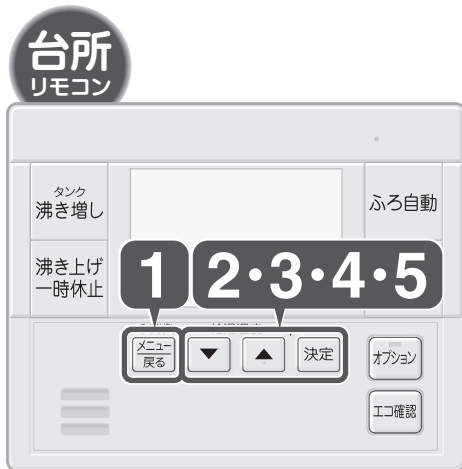 台所
リモコン
タンク
沸き増し
ふろ自動
沸き上げ
一時休止
1
2・3・4・5
メニュー
戻る
▼
▲
決定
オプション
エコ確認